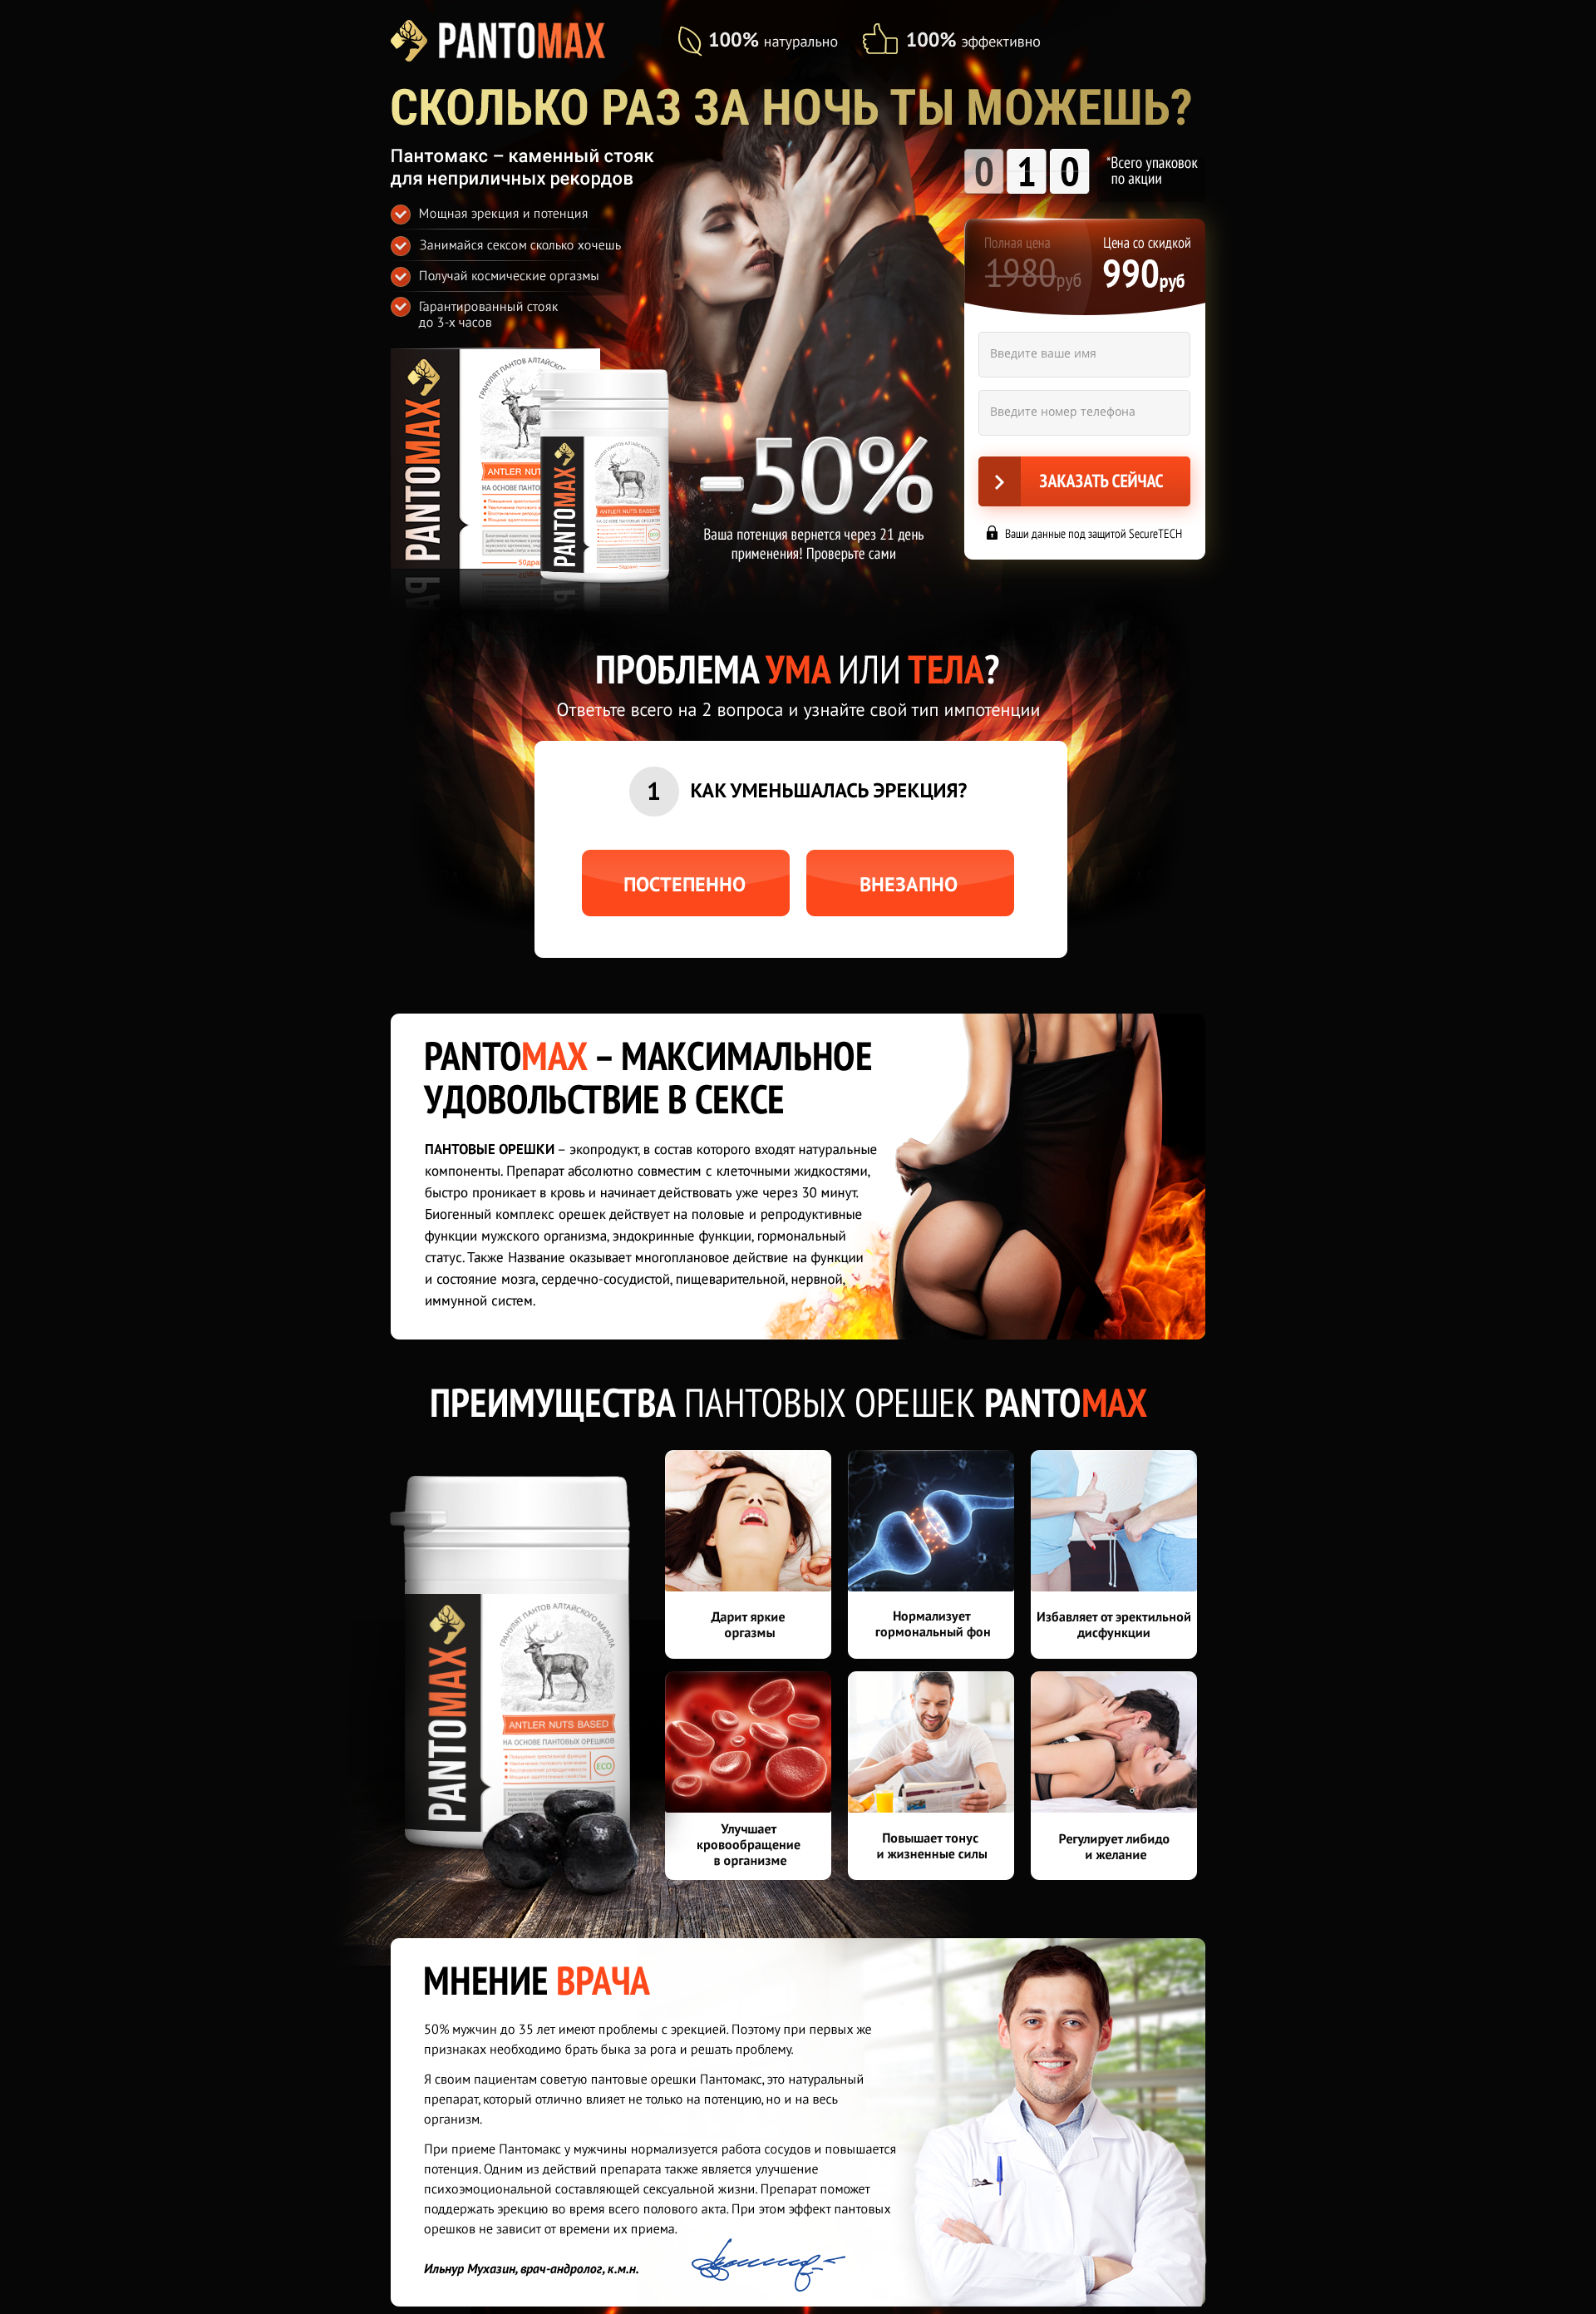 PANTOMAX
100% натурально
100% эффективно
СКОЛЬКО РАЗ ЗА НОЧЬ ТЫ МОЖЕШЬ?
Пантомакс – каменный стояк
для неприличных рекордов
Мощная эрекция и потенция
Занимайся сексом сколько хочешь
Получай космические оргазмы
Гарантированный стояк
до 3-х часов
010
*Всего упаковок
по акции
Полная цена
1980руб
Цена со скидкой
990руб
Введите ваше имя
Введите номер телефона
ЗАКАЗАТЬ СЕЙЧАС
Ваши данные под защитой SecureTECH
PANTOMAX
ANTLER NUT
PANTOMAX
ANTLER NUTS BASED
НА ОСНОВЕ ПАНТОВЫХ ОРЕШКОВ
ECO
-50%
Ваша потенция вернется через 21 день
применения! Проверьте сами
ПРОБЛЕМА УМА ИЛИ ТЕЛА?
Ответьте всего на 2 вопроса и узнайте свой тип импотенции
1 КАК УМЕНЬШАЛАСЬ ЭРЕКЦИЯ?
ПОСТЕПЕННО
ВНЕЗАПНО
PANTOMAX – МАКСИМАЛЬНОЕ
УДОВОЛЬСТВИЕ В СЕКСЕ
ПАНТОВЫЕ ОРЕШКИ – экопродукт, в состав которого входят натуральные
компоненты. Препарат абсолютно совместим с клеточными жидкостями,
быстро проникает в кровь и начинает действовать уже через 30 минут.
Биогенный комплекс орешек действует на половые и репродуктивные
функции мужского организма, эндокринные функции, гормональный
статус. Также Название оказывает многоплановое действие на функции
и состояние мозга, сердечно-сосудистой, пищеварительной, нервной,
иммунной систем.
ПРЕИМУЩЕСТВА ПАНТОВЫХ ОРЕШЕК PANTOMAX
PANTOMAX
ГРАНУЛЯТ ПАНТОВ АЛТАЙСКОГО МАРАЛА
ANTLER NUTS BASED
НА ОСНОВЕ ПАНТОВЫХ ОРЕШКОВ
ECO
Дарит яркие
оргазмы
Нормализует
гормональный фон
Избавляет от эректильной
дисфункции
Улучшает
кровообращение
в организме
Повышает тонус
и жизненные силы
Регулирует либидо
и желание
МНЕНИЕ ВРАЧА
50% мужчин до 35 лет имеют проблемы с эрекцией. Поэтому при первых же
признаках необходимо брать быка за рога и решать проблему.
Я своим пациентам советую пантовые орешки Пантомакс, это натуральный
препарат, который отлично влияет не только на потенцию, но и на весь
организм.
При приеме Пантомакс у мужчины нормализуется работа сосудов и повышается
потенция. Одним из действий препарата также является улучшение
психоэмоциональной составляющей сексуальной жизни. Препарат поможет
поддержать эрекцию во время всего полового акта. При этом эффект пантовых
орешков не зависит от времени их приема.
Ильнур Мухазин, врач-андролог, к.м.н.